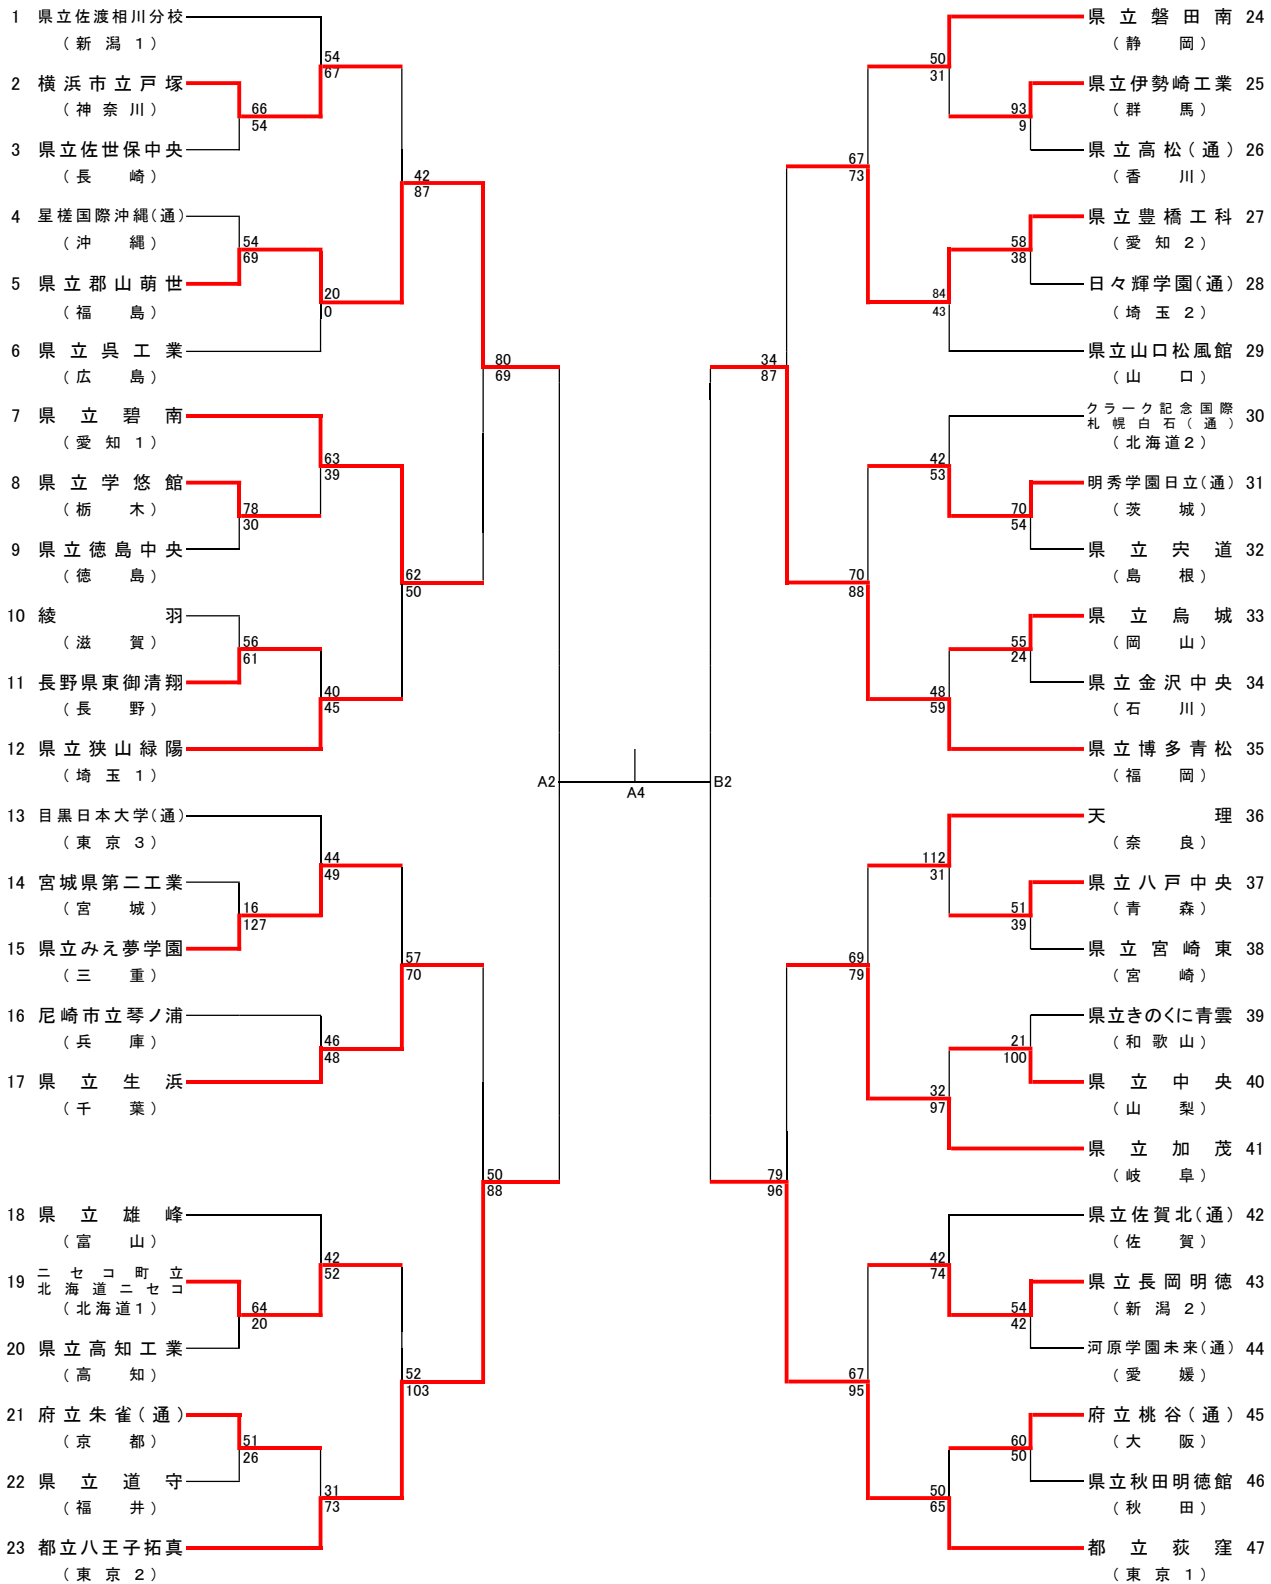 1 県立佐渡相川分校
(新潟1)
2 横浜市立戸塚
(神奈川)
3 県立佐世保中央
(長崎)
4 星槎国際沖縄(通)
(沖縄)
5 県立郡山萌世
(福島)
6 県立呉工業
(広島)
7 県立碧南
(愛知1)
8 県立学悠館
(栃木)
9 県立徳島中央
(徳島)
10 綾羽
(滋賀)
11 長野県東御清翔
(長野)
12 県立狭山緑陽
(埼玉1)
13 目黒日本大学(通)
(東京3)
14 宮城県第二工業
(宮城)
15 県立みえ夢学園
(三重)
16 尼崎市立琴ノ浦
(兵庫)
17 県立生浜
(千葉)
18 県立雄峰
(富山)
19 ニセコ町立
北海道ニセコ
(北海道1)
20 県立高知工業
(高知)
21 府立朱雀(通)
(京都)
22 県立道守
(福井)
23 都立八王子拓真
(東京2)
54
67
66
54
54
69
20
0
42
87
63
39
78
30
56
61
40
45
62
50
80
69
44
49
16
127
46
48
57
70
42
52
64
20
51
26
31
73
52
103
50
88
A2
A4
B2
50
31
93
9
67
73
58
38
84
43
34
87
42
53
70
54
70
88
55
24
48
59
112
31
51
39
69
79
21
100
32
97
79
96
42
74
54
42
67
95
60
50
50
65
県立磐田南 24
(静岡)
県立伊勢崎工業 25
(群馬)
県立高松(通) 26
(香川)
県立豊橋工科 27
(愛知2)
日々輝学園(通) 28
(埼玉2)
県立山口松風館 29
(山口)
クラーク記念国際
札幌白石(通) 30
(北海道2)
明秀学園日立(通) 31
(茨城)
県立宍道 32
(島根)
県立烏城 33
(岡山)
県立金沢中央 34
(石川)
県立博多青松 35
(福岡)
天理 36
(奈良)
県立八戸中央 37
(青森)
県立宮崎東 38
(宮崎)
県立きのくに青雲 39
(和歌山)
県立中央 40
(山梨)
県立加茂 41
(岐阜)
県立佐賀北(通) 42
(佐賀)
県立長岡明徳 43
(新潟2)
河原学園未来(通) 44
(愛媛)
府立桃谷(通) 45
(大阪)
県立秋田明徳館 46
(秋田)
都立荻窪 47
(東京1)